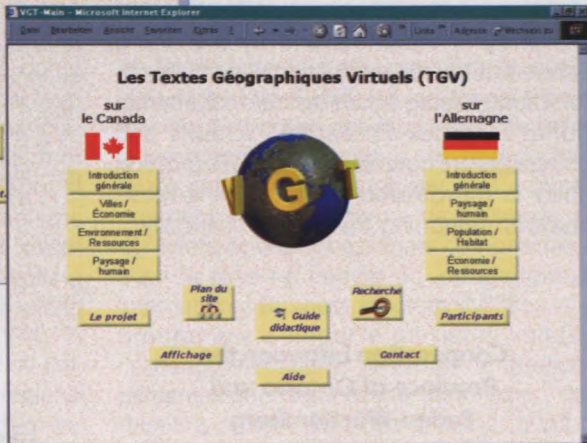 VGT-Main - Microsoft Internet Explorer
Datei Bearbeiten Ansicht Favoriten Extras ? Links Adresse Wechseln zu
Les Textes Géographiques Virtuels (TGV)
sur
le Canada
Introduction
générale
Villes /
Économie
Environnement /
Ressources
Paysage /
humain
VGT
sur
l'Allemagne
Introduction
générale
Paysage /
humain
Population /
Habitat
Économie /
Ressources
Le projet
Plan du
site
Guide
didactique
Recherche
Participants
Affichage
Contact
Aide